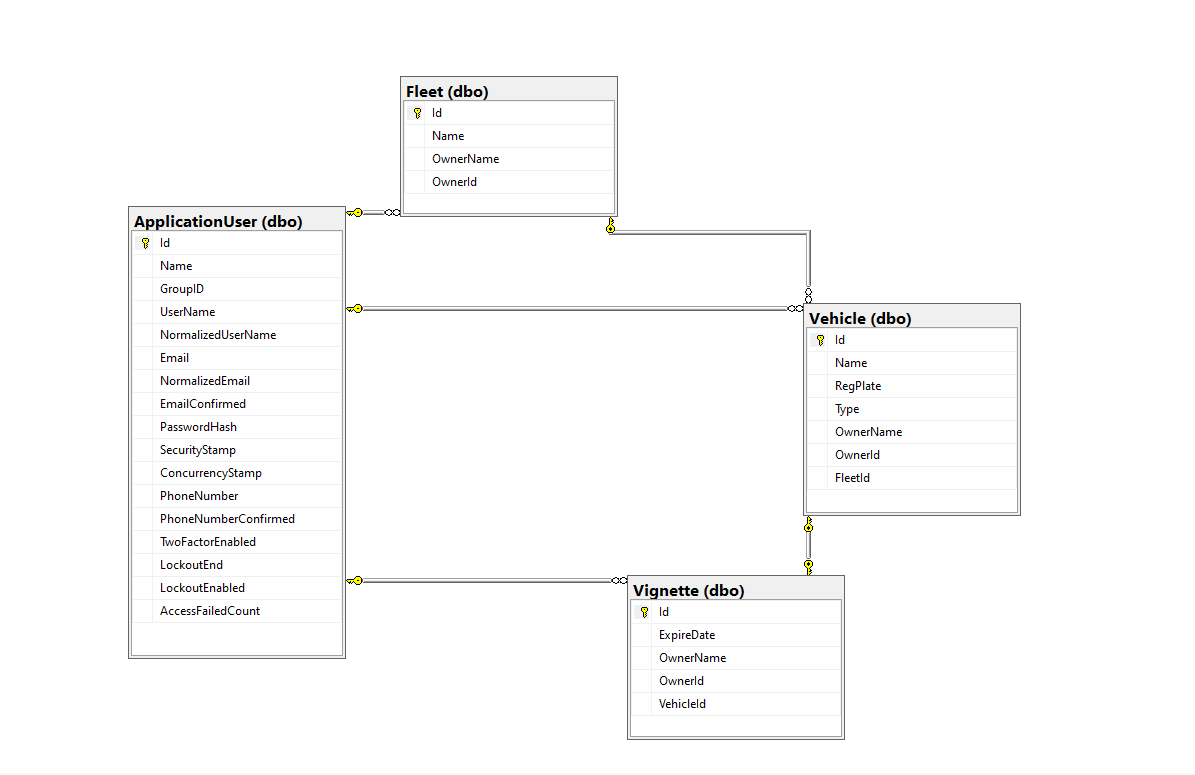 Fleet (dbo)
Id
Name
OwnerName
OwnerId
ApplicationUser (dbo)
Id
Name
GroupID
UserName
NormalizedUserName
Email
NormalizedEmail
EmailConfirmed
PasswordHash
SecurityStamp
ConcurrencyStamp
PhoneNumber
PhoneNumberConfirmed
TwoFactorEnabled
LockoutEnd
LockoutEnabled
AccessFailedCount
Vehicle (dbo)
Id
Name
RegPlate
Type
OwnerName
OwnerId
FleetId
Vignette (dbo)
Id
ExpireDate
OwnerName
OwnerId
VehicleId